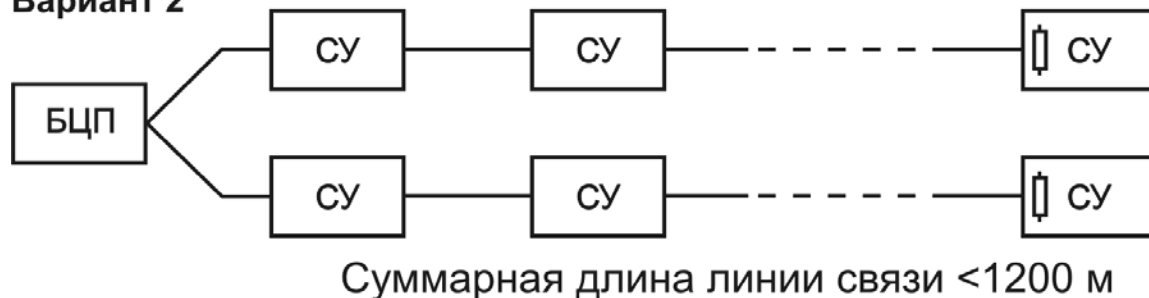 Вариант 2
СУ СУ СУ
БЦП
СУ СУ СУ
Суммарная длина линии связи <1200 м